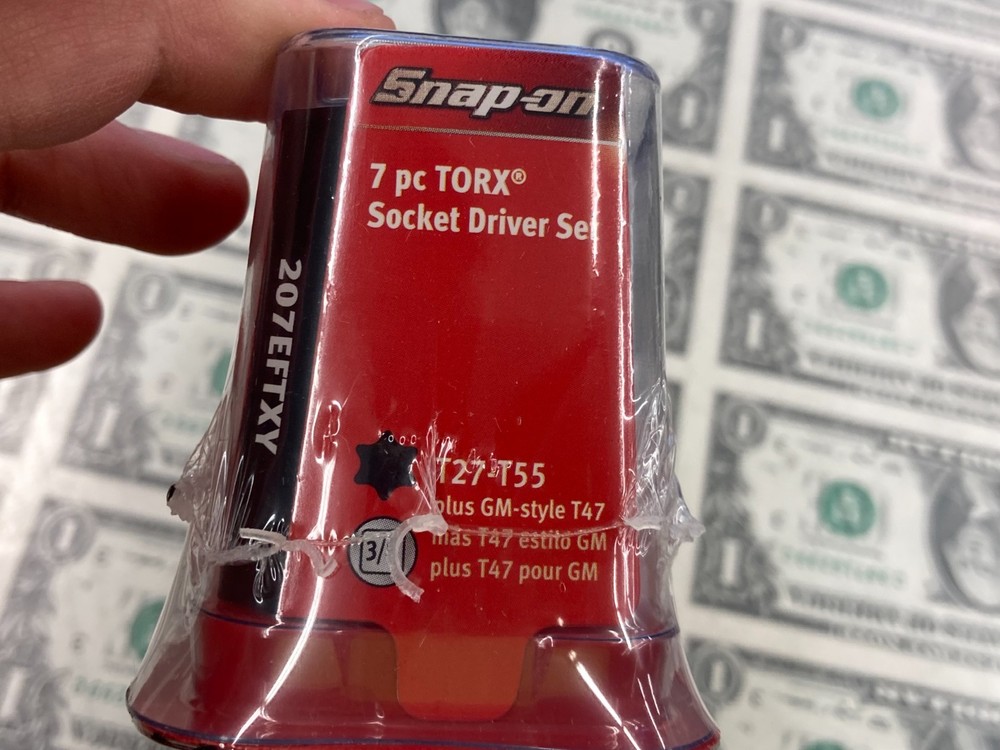 Snap-on
7 pc TORX®
Socket Driver Set
207EFTXY
T27-T55
plus GM-style T47
más T47 estilo GM
plus T47 pour GM
3/